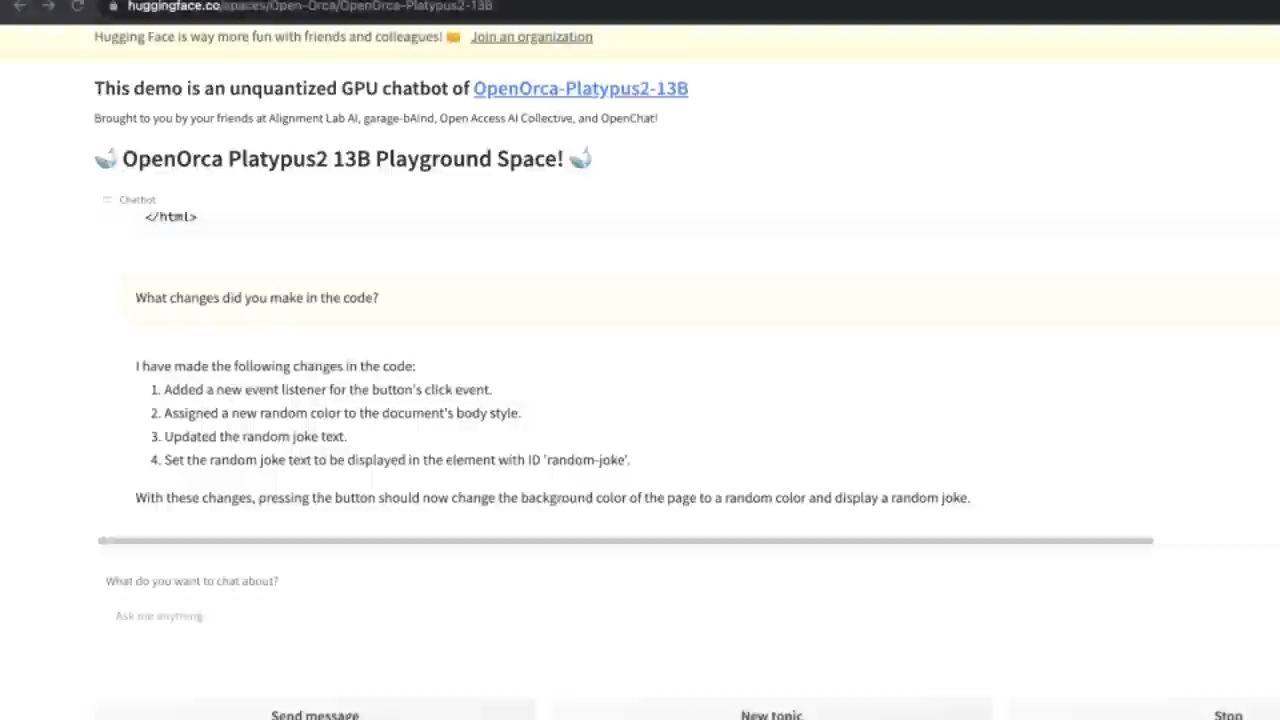 huggingface.co/spaces/Open-Orca/OpenOrca-Platypus2-13B
Hugging Face is way more fun with friends and colleagues! 🤗 Join an organization
This demo is an unquantized GPU chatbot of OpenOrca-Platypus2-13B
Brought to you by your friends at Alignment Lab AI, garage-bAInd, Open Access AI Collective, and OpenChat!
🐋 OpenOrca Platypus2 13B Playground Space! 🐋
Chatbot
</html>
What changes did you make in the code?
I have made the following changes in the code:
1. Added a new event listener for the button's click event.
2. Assigned a new random color to the document's body style.
3. Updated the random joke text.
4. Set the random joke text to be displayed in the element with ID 'random-joke'.
With these changes, pressing the button should now change the background color of the page to a random color and display a random joke.
What do you want to chat about?
Ask me anything
Send message
New topic
Stop